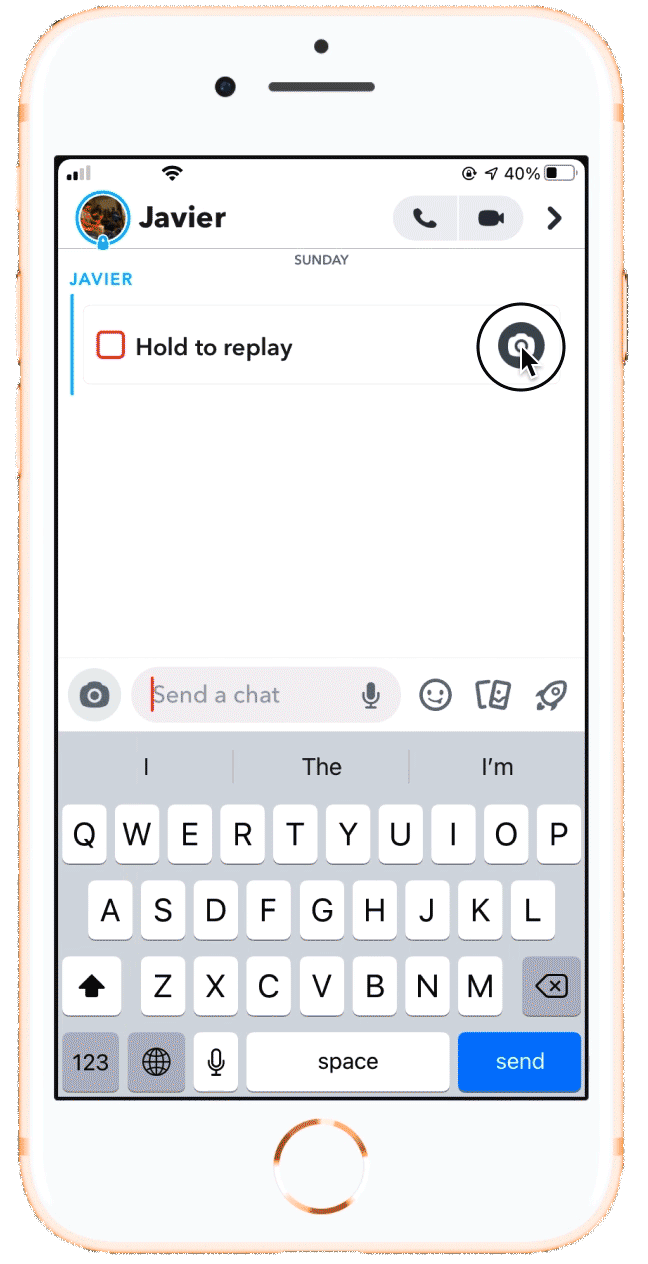 40%
Javier
SUNDAY
JAVIER
Hold to replay
Send a chat
I The I'm
Q W E R T Y U I O P
A S D F G H J K L
Z X C V B N M
123 space send